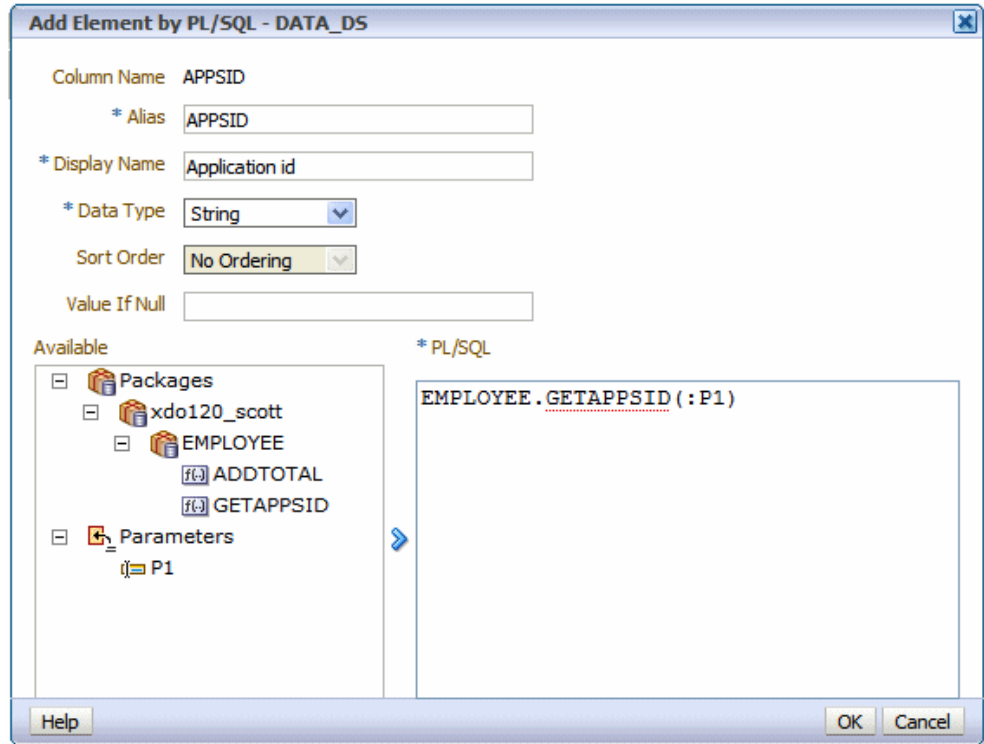 Add Element by PL/SQL - DATA_DS
Column Name APPSID
* Alias APPSID
* Display Name Application id
* Data Type String
Sort Order No Ordering
Value If Null
Available
* PL/SQL
Packages
xdo120_scott
EMPLOYEE
f(.) ADDTOTAL
f(.) GETAPPSID
Parameters
P1
EMPLOYEE.GETAPPSID(:P1)
Help
OK
Cancel